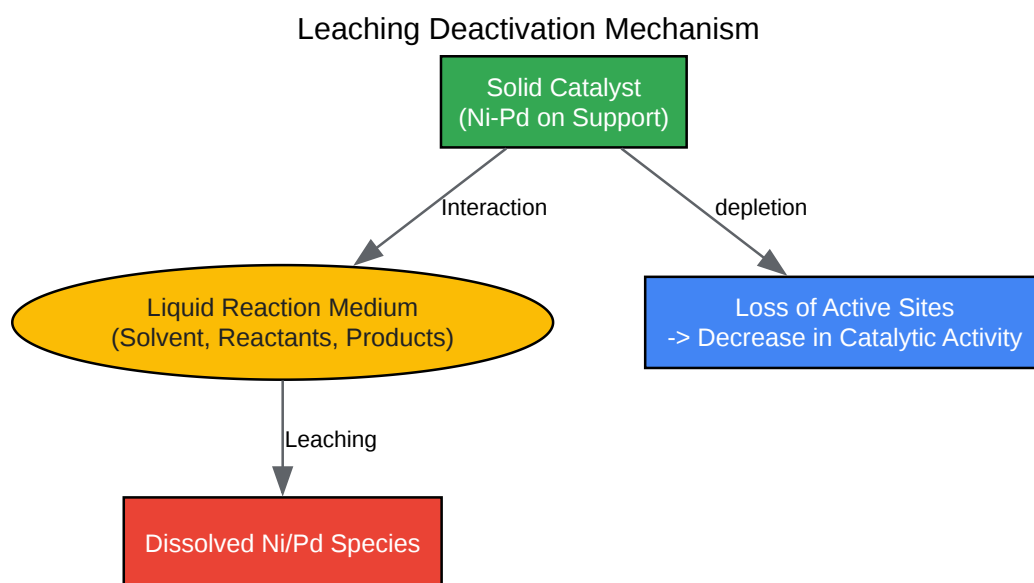 Leaching Deactivation Mechanism
Solid Catalyst
(Ni-Pd on Support)
Interaction
depletion
Liquid Reaction Medium
(Solvent, Reactants, Products)
Loss of Active Sites
-> Decrease in Catalytic Activity
Leaching
Dissolved Ni/Pd Species